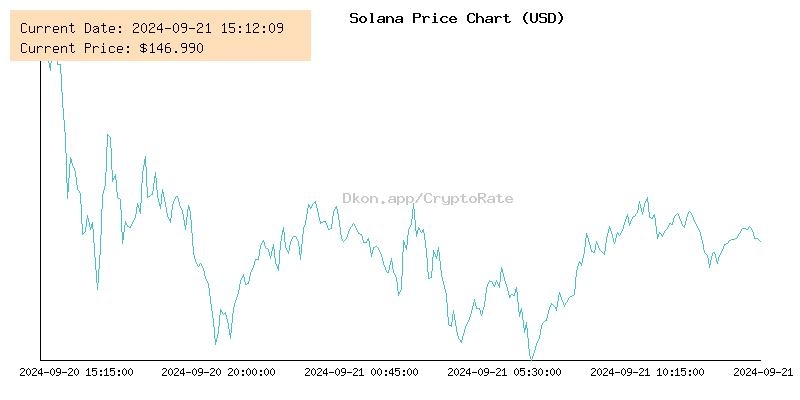 Solana Price Chart (USD)
Current Date: 2024-09-21 15:12:09
Current Price: $146.990
Dkon.app/CryptoRate
2024-09-20 15:15:00 2024-09-20 20:00:00 2024-09-21 00:45:00 2024-09-21 05:30:00 2024-09-21 10:15:00 2024-09-21